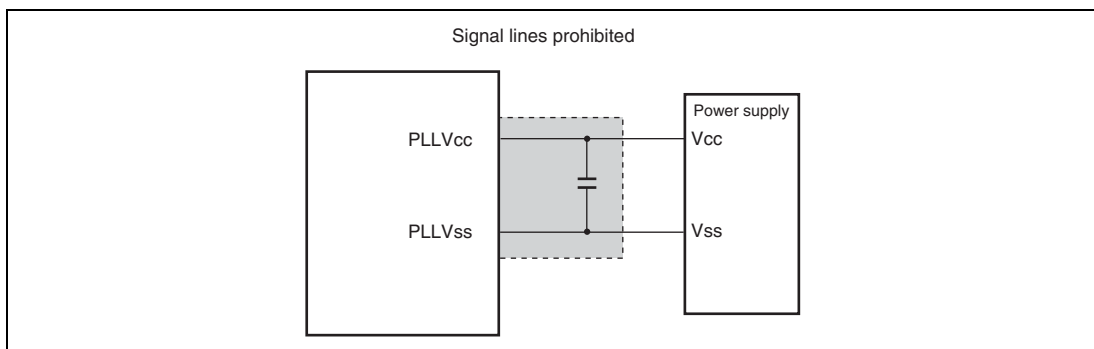 Signal lines prohibited
Power supply
PLLVcc
Vcc
PLLVss
Vss